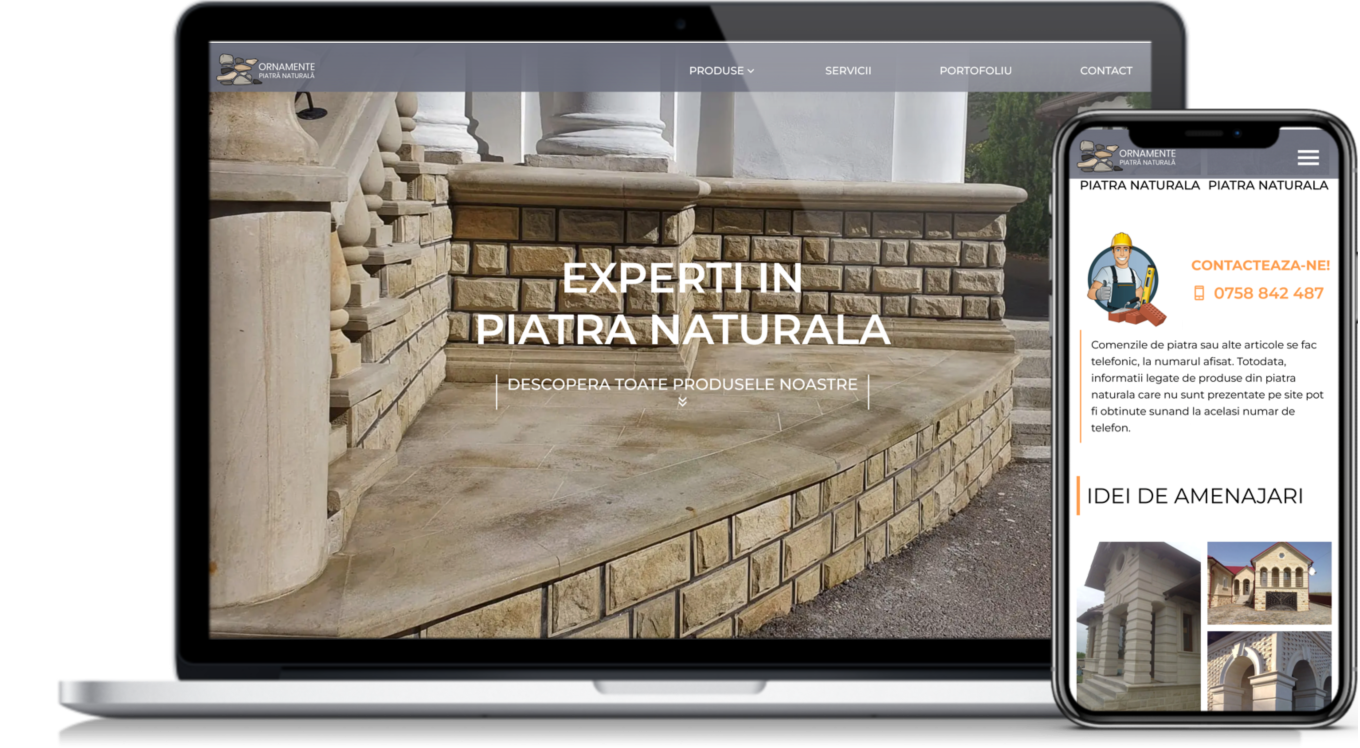 ORNAMENTE
PIATRĂ NATURALĂ
PRODUSE
SERVICII
PORTOFOLIU
CONTACT
EXPERTI IN
PIATRA NATURALA
DESCOPERA TOATE PRODUSELE NOASTRE
ORNAMENTE
PIATRĂ NATURALĂ
PIATRA NATURALA PIATRA NATURALA
CONTACTEAZA-NE!
0758 842 487
Comenzile de piatra sau alte articole se fac
telefonic, la numarul afisat. Totodata,
informatii legate de produse din piatra
naturala care nu sunt prezentate pe site pot
fi obtinute sunand la acelasi numar de
telefon.
IDEI DE AMENAJARI